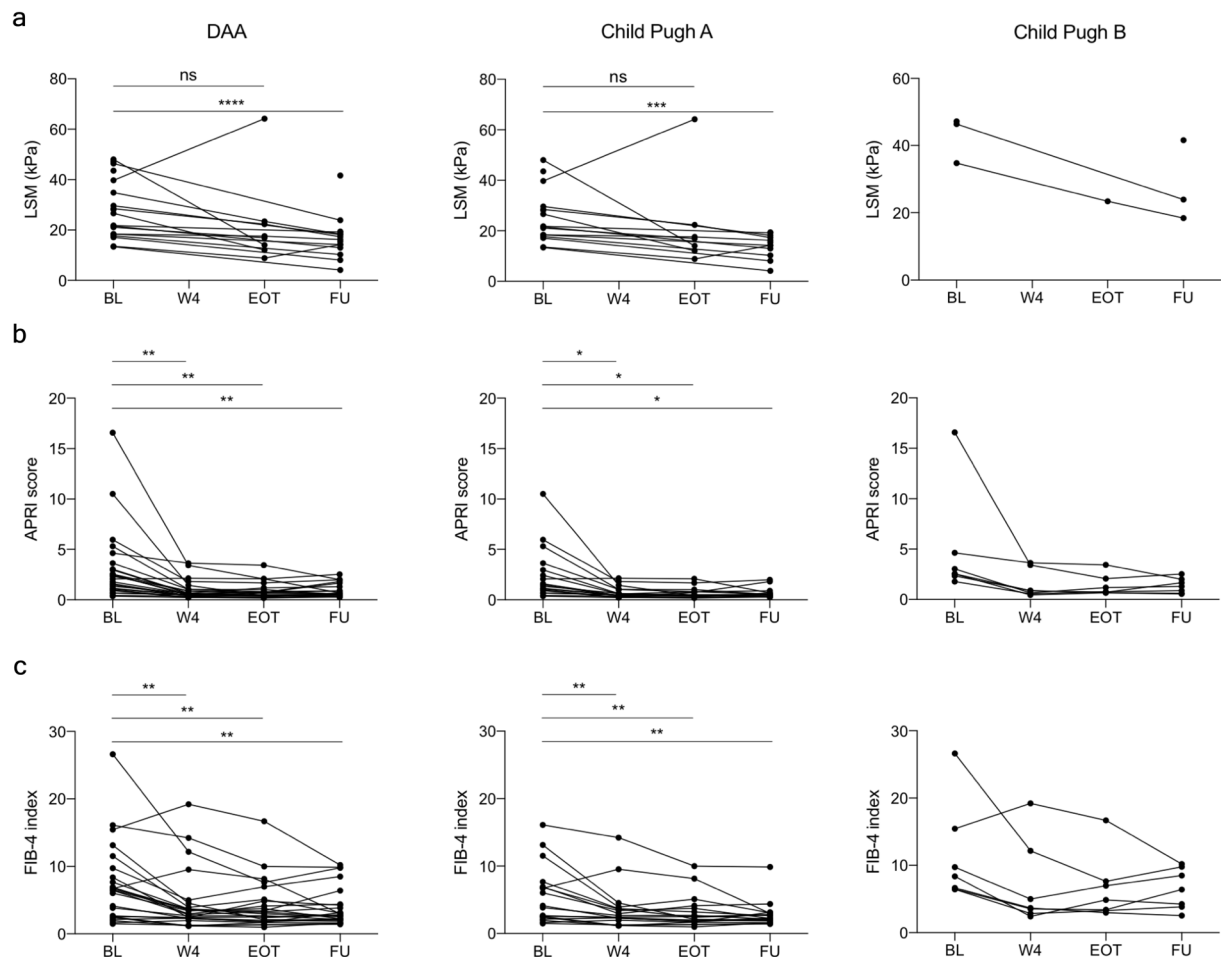 a
DAA
Child Pugh A
Child Pugh B
ns
****
LSM (kPa)
80
60
40
20
0
BL W4 EOT FU
ns
***
LSM (kPa)
80
60
40
20
0
BL W4 EOT FU
LSM (kPa)
60
40
20
0
BL W4 EOT FU
b
**
**
**
APRI score
20
15
10
5
0
BL W4 EOT FU
*
*
*
APRI score
20
15
10
5
0
BL W4 EOT FU
APRI score
20
15
10
5
0
BL W4 EOT FU
c
**
**
**
FIB-4 index
30
20
10
0
BL W4 EOT FU
**
**
**
FIB-4 index
30
20
10
0
BL W4 EOT FU
FIB-4 index
30
20
10
0
BL W4 EOT FU